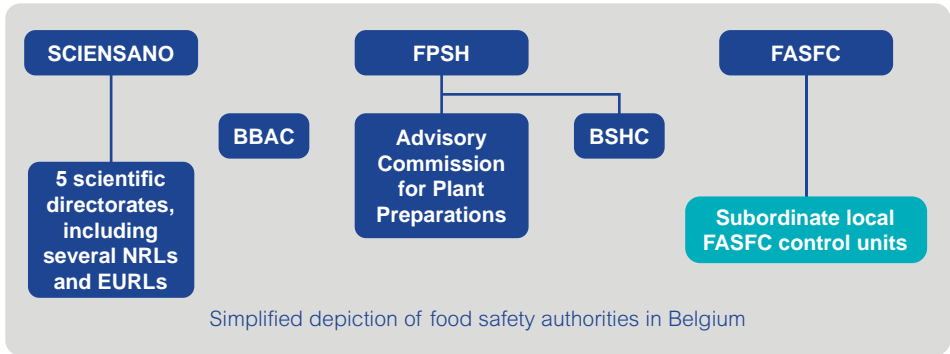 SCIENSANO
FPSH
FASFC
BBAC
Advisory
Commission
for Plant
Preparations
BSHC
5 scientific
directorates,
including
several NRLs
and EURLs
Subordinate local
FASFC control units
Simplified depiction of food safety authorities in Belgium